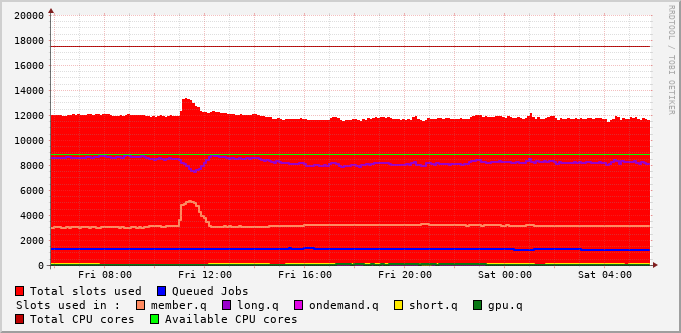 20000
18000
16000
14000
12000
10000
8000
6000
4000
2000
0
Fri 08:00 Fri 12:00 Fri 16:00 Fri 20:00 Sat 00:00 Sat 04:00
RRDTOOL / TOBI OETIKER
Total slots used Queued Jobs
Slots used in : member.q long.q ondemand.q short.q gpu.q
Total CPU cores Available CPU cores